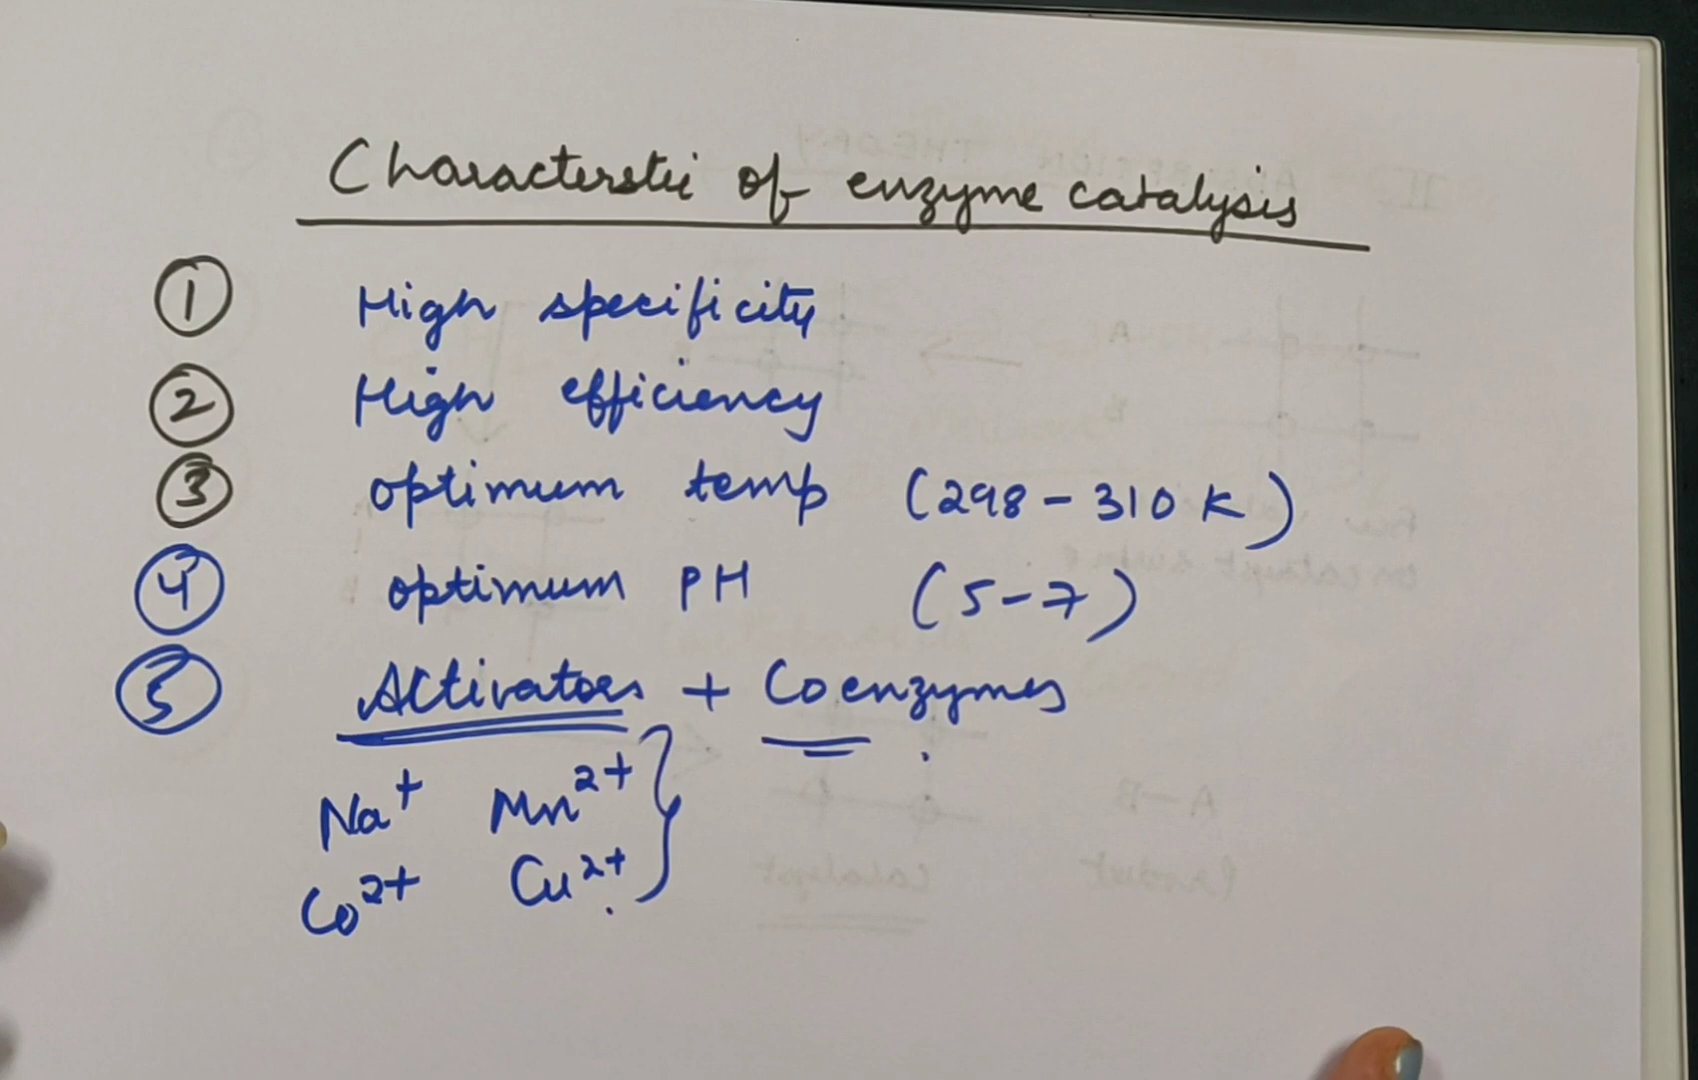 Characterstic of enzyme catalysis
1 High specificity
2 High efficiency
3 optimum temp (298 - 310 K)
4 optimum PH (5-7)
5 Activators + Coenzymes
Na+ Mn2+
Co2+ Cu2+